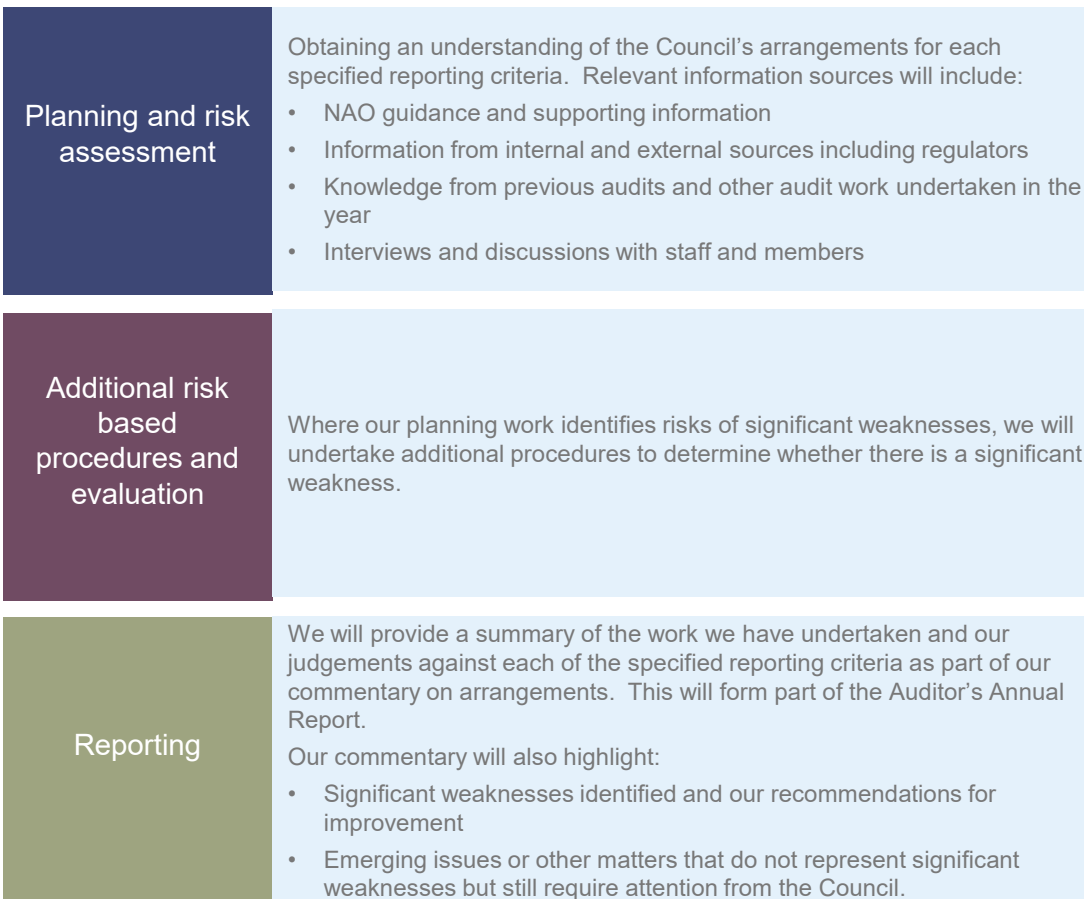 Planning and risk
assessment
Obtaining an understanding of the Council's arrangements for each
specified reporting criteria.  Relevant information sources will include:
• NAO guidance and supporting information
• Information from internal and external sources including regulators
• Knowledge from previous audits and other audit work undertaken in the
year
• Interviews and discussions with staff and members
Additional risk
based
procedures and
evaluation
Where our planning work identifies risks of significant weaknesses, we will
undertake additional procedures to determine whether there is a significant
weakness.
Reporting
We will provide a summary of the work we have undertaken and our
judgements against each of the specified reporting criteria as part of our
commentary on arrangements.  This will form part of the Auditor's Annual
Report.
Our commentary will also highlight:
• Significant weaknesses identified and our recommendations for
improvement
• Emerging issues or other matters that do not represent significant
weaknesses but still require attention from the Council.